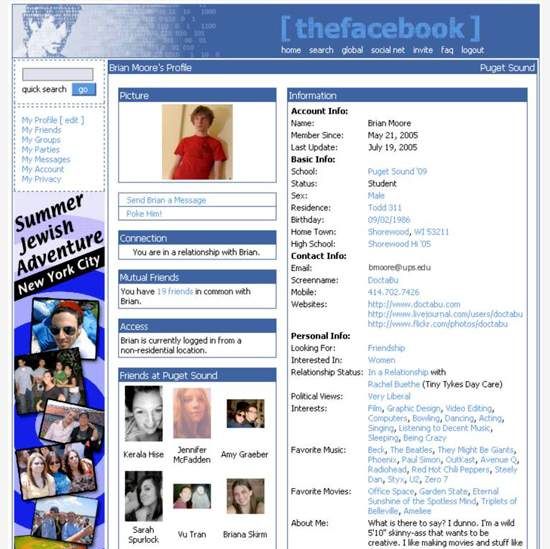 [ thefacebook ]
home search global social net invite faq logout
quick search go
My Profile [ edit ]
My Friends
My Groups
My Parties
My Messages
My Account
My Privacy
Summer
Jewish
Adventure
New York City
Brian Moore's Profile Puget Sound
Picture
Send Brian a Message
Poke Him!
Connection
You are in a relationship with Brian.
Mutual Friends
You have 19 friends in common with
Brian.
Access
Brian is currently logged in from a
non-residential location.
Friends at Puget Sound
Kerala Hise
Jennifer
McFadden
Amy Graeber
Sarah
Spurlock
Vu Tran
Briana Skirm
Information
Account Info:
Name: Brian Moore
Member Since: May 21, 2005
Last Update: July 19, 2005
Basic Info:
School: Puget Sound '09
Status: Student
Sex: Male
Residence: Todd 311
Birthday: 09/02/1986
Home Town: Shorewood, WI 53211
High School: Shorewood Hi '05
Contact Info:
Email: bmoore@ups.edu
Screenname: DoctaBu
Mobile: 414.702.7426
Websites: http://www.doctabu.com
http://www.livejournal.com/users/doctabu
http://www.flickr.com/photos/doctabu
Personal Info:
Looking For: Friendship
Interested In: Women
Relationship Status: In a Relationship with
Rachel Buethe (Tiny Tykes Day Care)
Political Views: Very Liberal
Interests: Film, Graphic Design, Video Editing,
Computers, Bowling, Dancing, Acting,
Singing, Listening to Decent Music,
Sleeping, Being Crazy
Favorite Music: Beck, The Beatles, They Might Be Giants,
Phoenix, Paul Simon, OutKast, Avenue Q,
Radiohead, Red Hot Chili Peppers, Steely
Dan, Styx, U2, Zero 7
Favorite Movies: Office Space, Garden State, Eternal
Sunshine of the Spotless Mind, Triplets of
Belleville, Ameliee
About Me: What is there to say? I dunno. I'm a wild
5'10" skinny-ass that wants to be
creative. I like making movies and stuff like